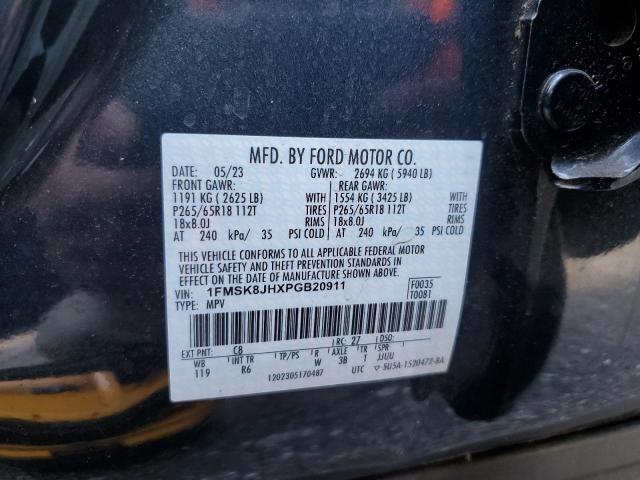 MFD. BY FORD MOTOR CO.
DATE: 05/23 GVWR: 2694 KG ( 5940 LB)
FRONT GAWR: REAR GAWR:
1191 KG ( 2625 LB) WITH 1554 KG ( 3425 LB) WITH
P265/65R18 112T TIRES P265/65R18 112T TIRES
18x8.0J RIMS 18x8.0J RIMS
AT 240 kPa/ 35 PSI COLD AT 240 kPa/ 35 PSI COLD
THIS VEHICLE CONFORMS TO ALL APPLICABLE FEDERAL MOTOR
VEHICLE SAFETY AND THEFT PREVENTION STANDARDS IN
EFFECT ON THE DATE OF MANUFACTURE SHOWN ABOVE.
VIN: 1FMSK8JHXPGB20911 F0035
TYPE: MPV T0081
EXT PNT: C8 RC: 27 DSO:
WB INT TR TP/PS R AXLE TR SPR
119 R6 W 3B T JJUU
1202305170487 UTC 5U5A-1520472-BA